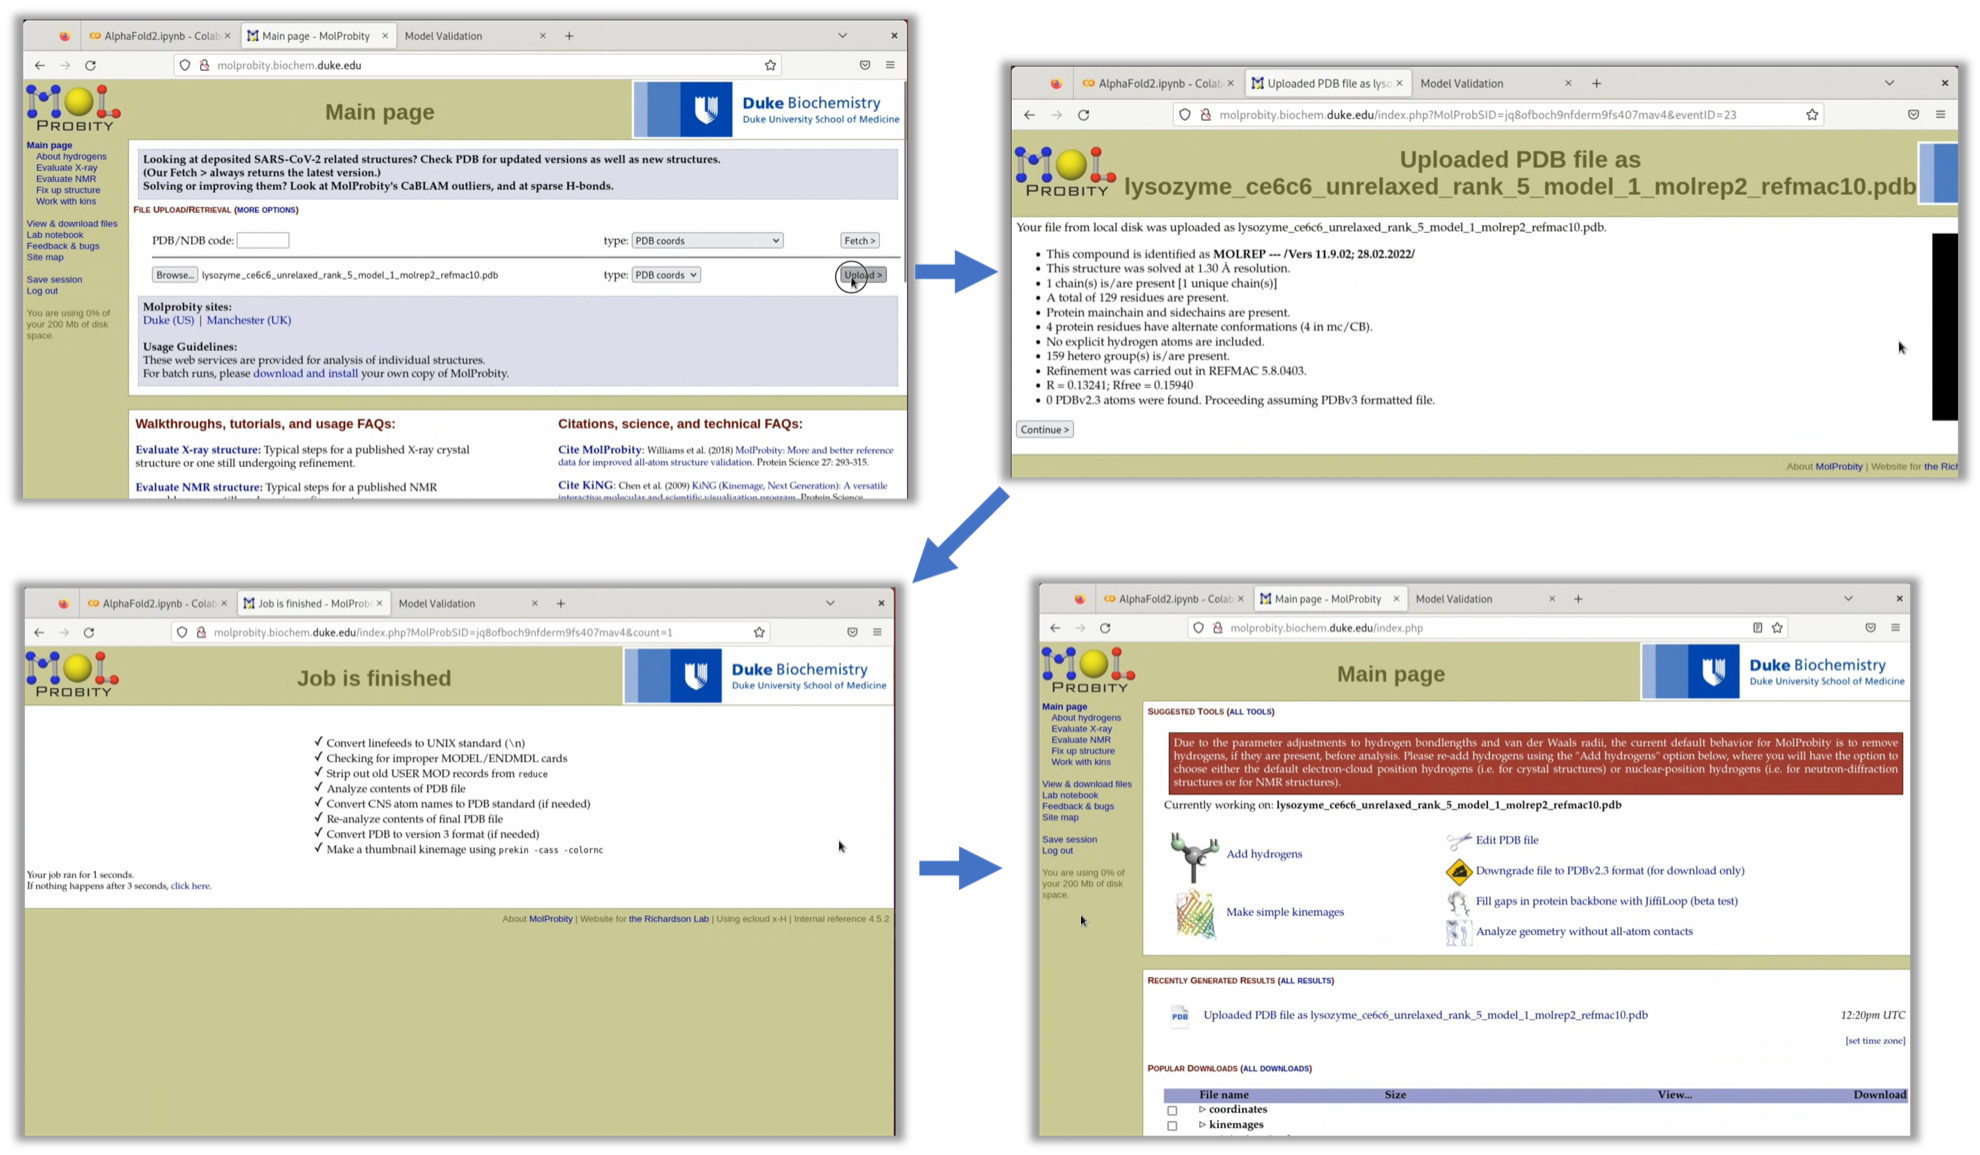 AlphaFold2.ipynb - Colab
Main page - MolProbity
Model Validation
molprobity.biochem.duke.edu
MOL
PROBITY
Main page
Duke Biochemistry
Duke University School of Medicine
Main page
About hydrogens
Evaluate X-ray
Evaluate NMR
Fix up structure
Work with kins
View & download files
Lab notebook
Feedback & bugs
Site map
Save session
Log out
You are using 0% of
your 200 Mb of disk
space.
Looking at deposited SARS-CoV-2 related structures? Check PDB for updated versions as well as new structures.
(Our Fetch > always returns the latest version.)
Solving or improving them? Look at MolProbity's CaBLAM outliers, and at sparse H-bonds.
FILE UPLOAD/RETRIEVAL (MORE OPTIONS)
PDB/NDB code:
type: PDB coords
Fetch >
Browse... lysozyme_ce6c6_unrelaxed_rank_5_model_1_molrep2_refmac10.pdb
type: PDB coords
Upload >
Molprobity sites:
Duke (US) | Manchester (UK)
Usage Guidelines:
These web services are provided for analysis of individual structures.
For batch runs, please download and install your own copy of MolProbity.
Walkthroughs, tutorials, and usage FAQs:
Evaluate X-ray structure: Typical steps for a published X-ray crystal
structure or one still undergoing refinement.
Evaluate NMR structure: Typical steps for a published NMR
Citations, science, and technical FAQs:
Cite MolProbity: Williams et al. (2018) MolProbity: More and better reference
data for improved all-atom structure validation. Protein Science 27: 293-315.
Cite KiNG: Chen et al. (2009) KiNG (Kinemage, Next Generation): A versatile
interactive molecular and scientific visualization program. Protein Science
AlphaFold2.ipynb - Colab
Uploaded PDB file as lyso
Model Validation
molprobity.biochem.duke.edu/index.php?MolProbSID=jq8ofboch9nfderm9fs407mav4&eventID=23
MOL
PROBITY
Uploaded PDB file as
lysozyme_ce6c6_unrelaxed_rank_5_model_1_molrep2_refmac10.pdb
Your file from local disk was uploaded as lysozyme_ce6c6_unrelaxed_rank_5_model_1_molrep2_refmac10.pdb.
• This compound is identified as MOLREP --- /Vers 11.9.02; 28.02.2022/
• This structure was solved at 1.30 Å resolution.
• 1 chain(s) is/are present [1 unique chain(s)]
• A total of 129 residues are present.
• Protein mainchain and sidechains are present.
• 4 protein residues have alternate conformations (4 in mc/CB).
• No explicit hydrogen atoms are included.
• 159 hetero group(s) is/are present.
• Refinement was carried out in REFMAC 5.8.0403.
• R = 0.13241; Rfree = 0.15940
• 0 PDBv2.3 atoms were found. Proceeding assuming PDBv3 formatted file.
Continue >
About MolProbity | Website for the Rich
AlphaFold2.ipynb - Colab
Job is finished - MolProbi
Model Validation
molprobity.biochem.duke.edu/index.php?MolProbSID=jq8ofboch9nfderm9fs407mav4&count=1
MOL
PROBITY
Job is finished
Duke Biochemistry
Duke University School of Medicine
✓ Convert linefeeds to UNIX standard (\n)
✓ Checking for improper MODEL/ENDMDL cards
✓ Strip out old USER MOD records from reduce
✓ Analyze contents of PDB file
✓ Convert CNS atom names to PDB standard (if needed)
✓ Re-analyze contents of final PDB file
✓ Convert PDB to version 3 format (if needed)
✓ Make a thumbnail kinemage using prekin -cass -colornc
Your job ran for 1 seconds.
If nothing happens after 3 seconds, click here.
About MolProbity | Website for the Richardson Lab | Using ecloud x-H | Internal reference 4.5.2
AlphaFold2.ipynb - Colab
Main page - MolProbity
Model Validation
molprobity.biochem.duke.edu/index.php
MOL
PROBITY
Main page
Duke Biochemistry
Duke University School of Medicine
Main page
About hydrogens
Evaluate X-ray
Evaluate NMR
Fix up structure
Work with kins
View & download files
Lab notebook
Feedback & bugs
Site map
Save session
Log out
You are using 0% of
your 200 Mb of disk
space.
SUGGESTED TOOLS (ALL TOOLS)
Due to the parameter adjustments to hydrogen bondlengths and van der Waals radii, the current default behavior for MolProbity is to remove
hydrogens, if they are present, before analysis. Please re-add hydrogens using the "Add hydrogens" option below, where you will have the option to
choose either the default electron-cloud position hydrogens (i.e. for crystal structures) or nuclear-position hydrogens (i.e. for neutron-diffraction
structures or for NMR structures).
Currently working on: lysozyme_ce6c6_unrelaxed_rank_5_model_1_molrep2_refmac10.pdb
H H C
Add hydrogens
Make simple kinemages
Edit PDB file
Downgrade file to PDBv2.3 format (for download only)
Fill gaps in protein backbone with JiffiLoop (beta test)
Analyze geometry without all-atom contacts
RECENTLY GENERATED RESULTS (ALL RESULTS)
PDB
Uploaded PDB file as lysozyme_ce6c6_unrelaxed_rank_5_model_1_molrep2_refmac10.pdb
12:20pm UTC
[set time zone]
POPULAR DOWNLOADS (ALL DOWNLOADS)
File name Size View... Download
▷ coordinates
▷ kinemages